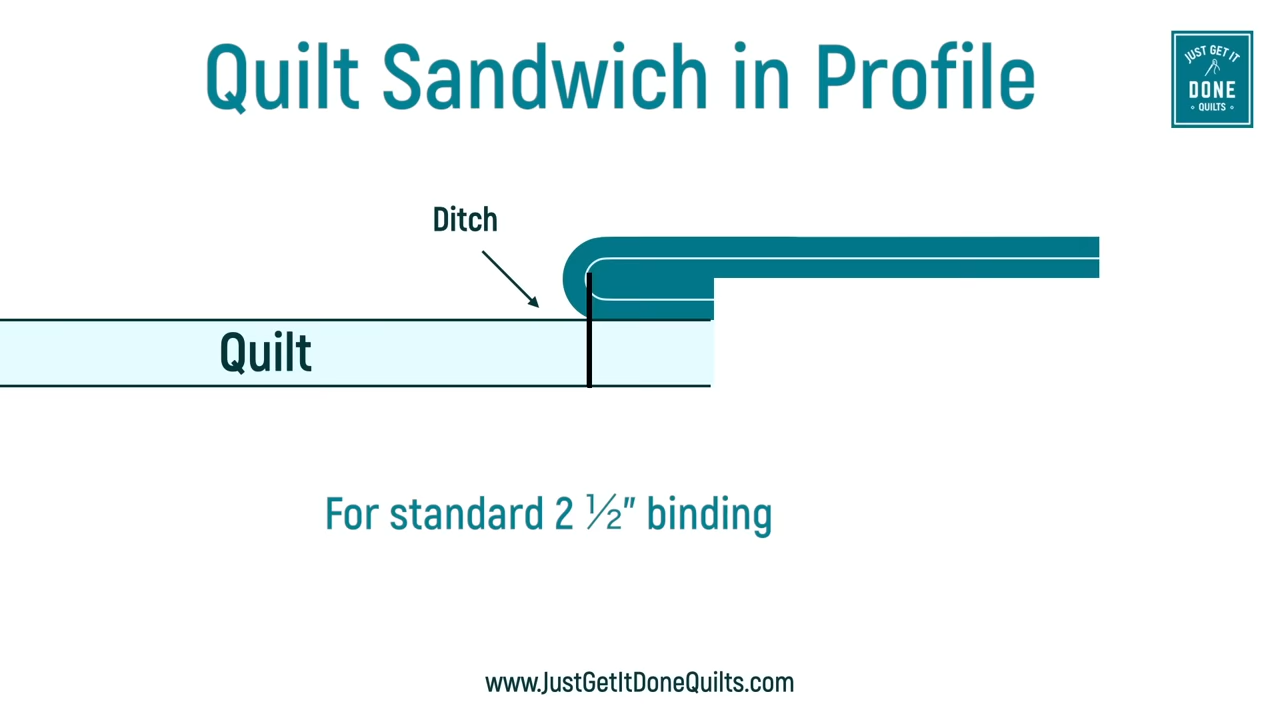 Quilt Sandwich in Profile
JUST GET IT
DONE
QUILTS
Ditch
Quilt
For standard 2 ½” binding
www.JustGetItDoneQuilts.com